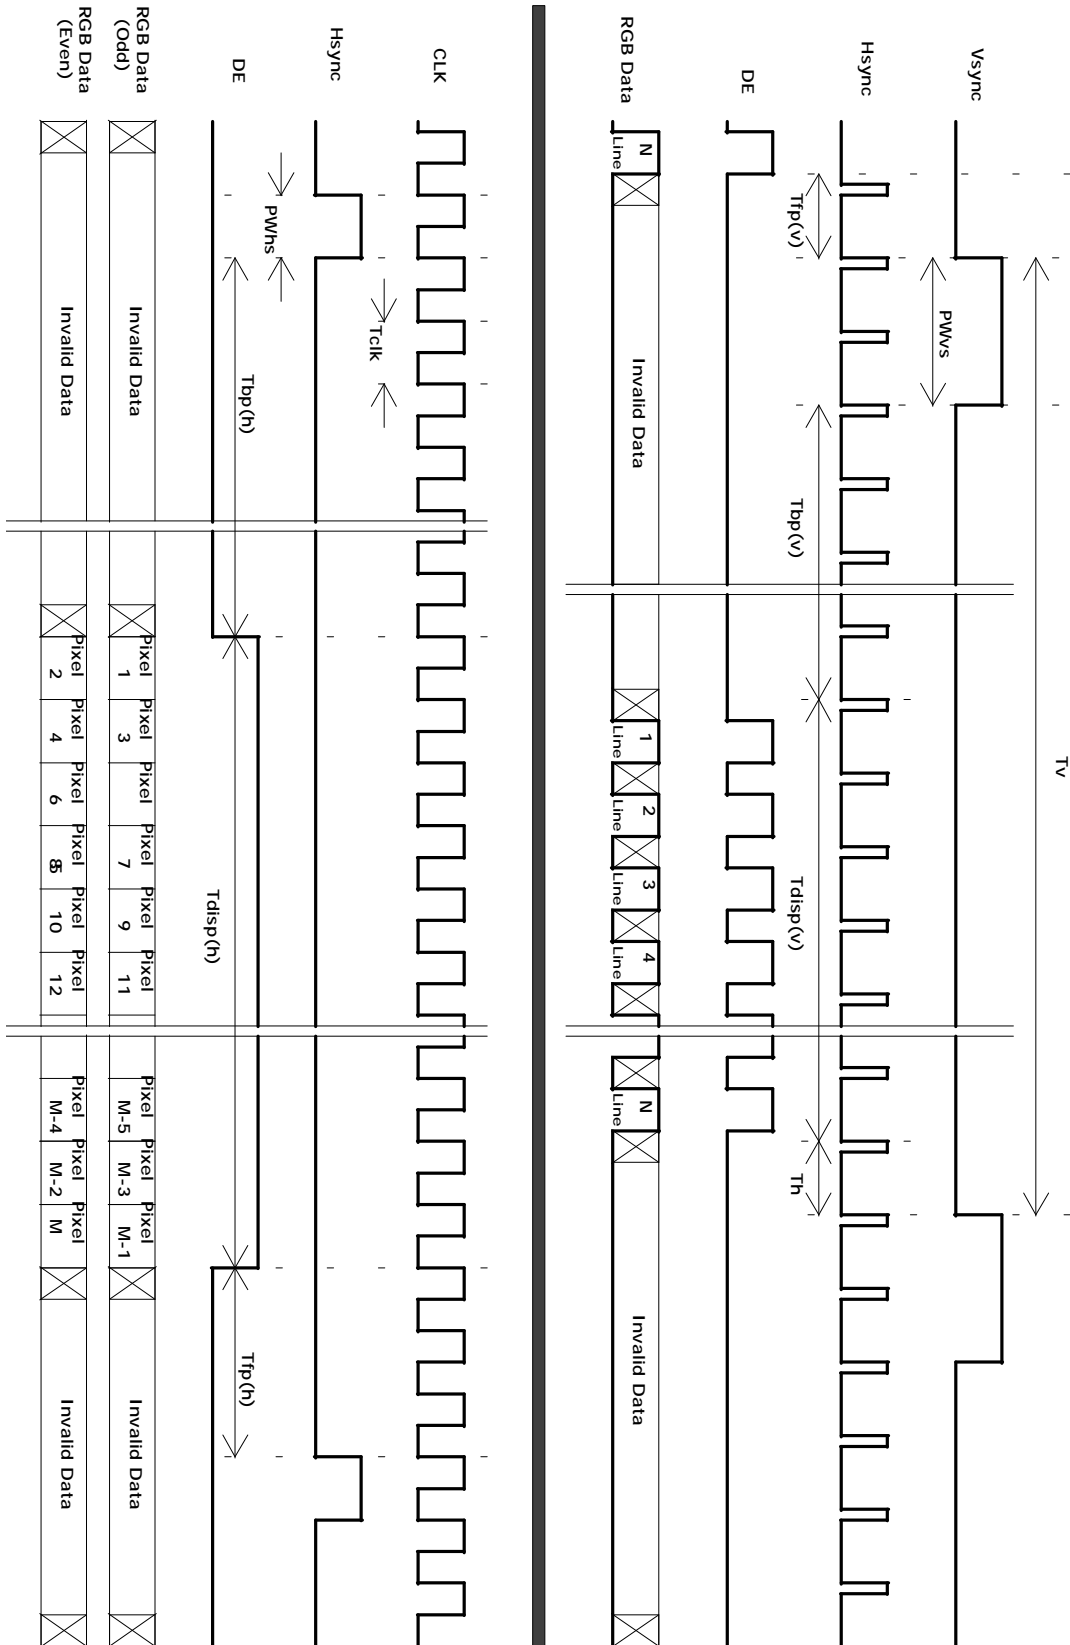 Tv
Vsync
PWvs
Hsync
Tfp(v) Tbp(v) Tdisp(v) Th
DE
RGB Data
N 1 2 3 4 N
Line Invalid Data Line Line Line Line Line Invalid Data
CLK
Tclk
Hsync
PWhs
Tbp(h) Tfp(h)
DE
Tdisp(h)
RGB Data
(Odd)
Pixel Pixel Pixel Pixel Pixel Pixel Pixel Pixel Pixel
Invalid Data 1 3 7 9 11 M-5 M-3 M-1 Invalid Data
RGB Data
(Even)
Pixel Pixel Pixel Pixel Pixel Pixel Pixel Pixel Pixel
Invalid Data 2 4 6 85 10 12 M-4 M-2 M Invalid Data